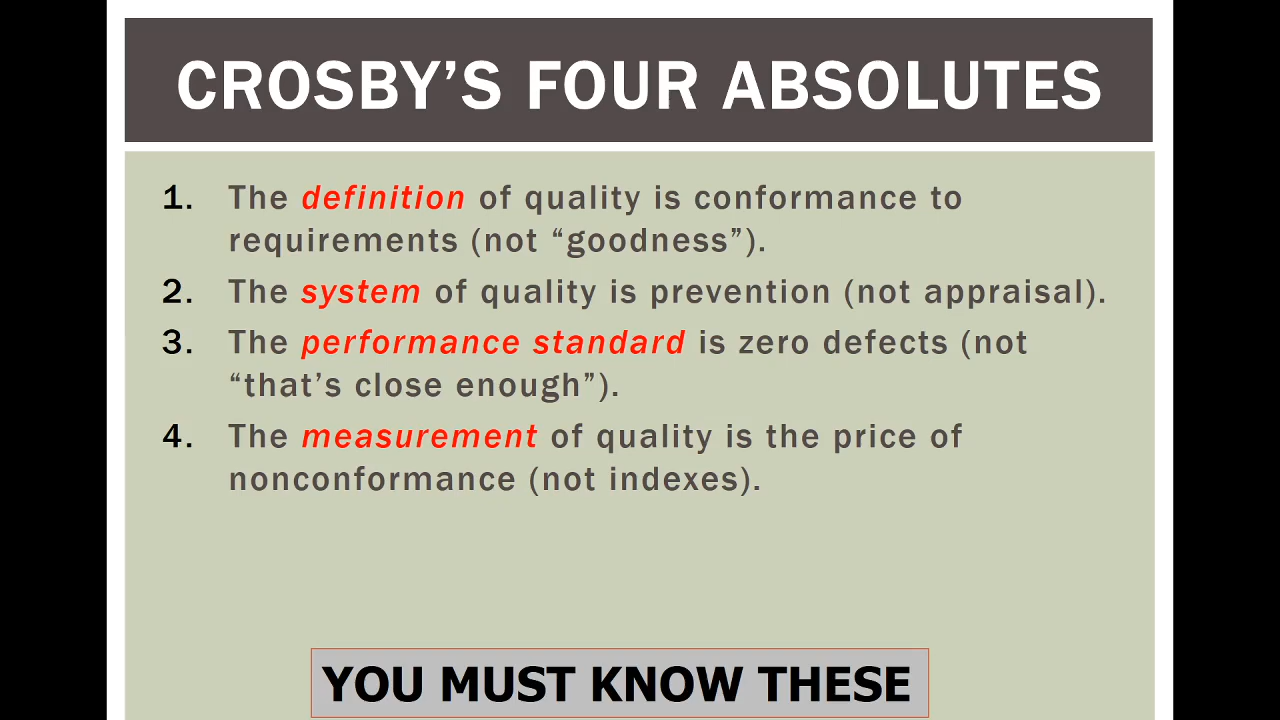 CROSBY’S FOUR ABSOLUTES
1. The definition of quality is conformance to
requirements (not “goodness”).
2. The system of quality is prevention (not appraisal).
3. The performance standard is zero defects (not
“that’s close enough”).
4. The measurement of quality is the price of
nonconformance (not indexes).
YOU MUST KNOW THESE